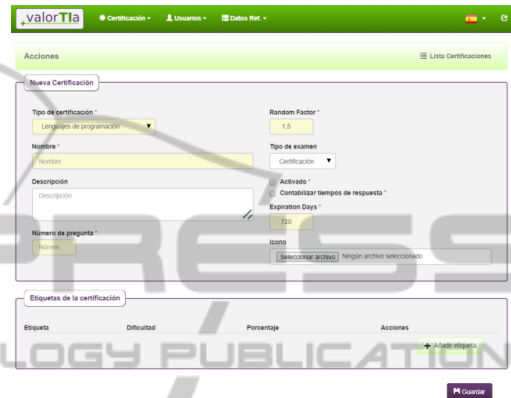 valorTIa
Certificación
Usuarios
Datos Ref.
Acciones
Lista Certificaciones
Nueva Certificación
Tipo de certificación *
Random Factor *
Lenguajes de programación
1,5
Nombre *
Tipo de examen
Nombre
Certificación
Descripción
Activado *
Descripción
Contabilizar tiempos de respuesta *
Expiration Days *
720
Número de pregunta *
Icono
Seleccionar archivo Ningún archivo seleccionado
Etiquetas de la certificación
Etiqueta Dificultad Porcentaje Acciones
+ Añadir etiqueta
LOGY PUBLICATION
Guardar